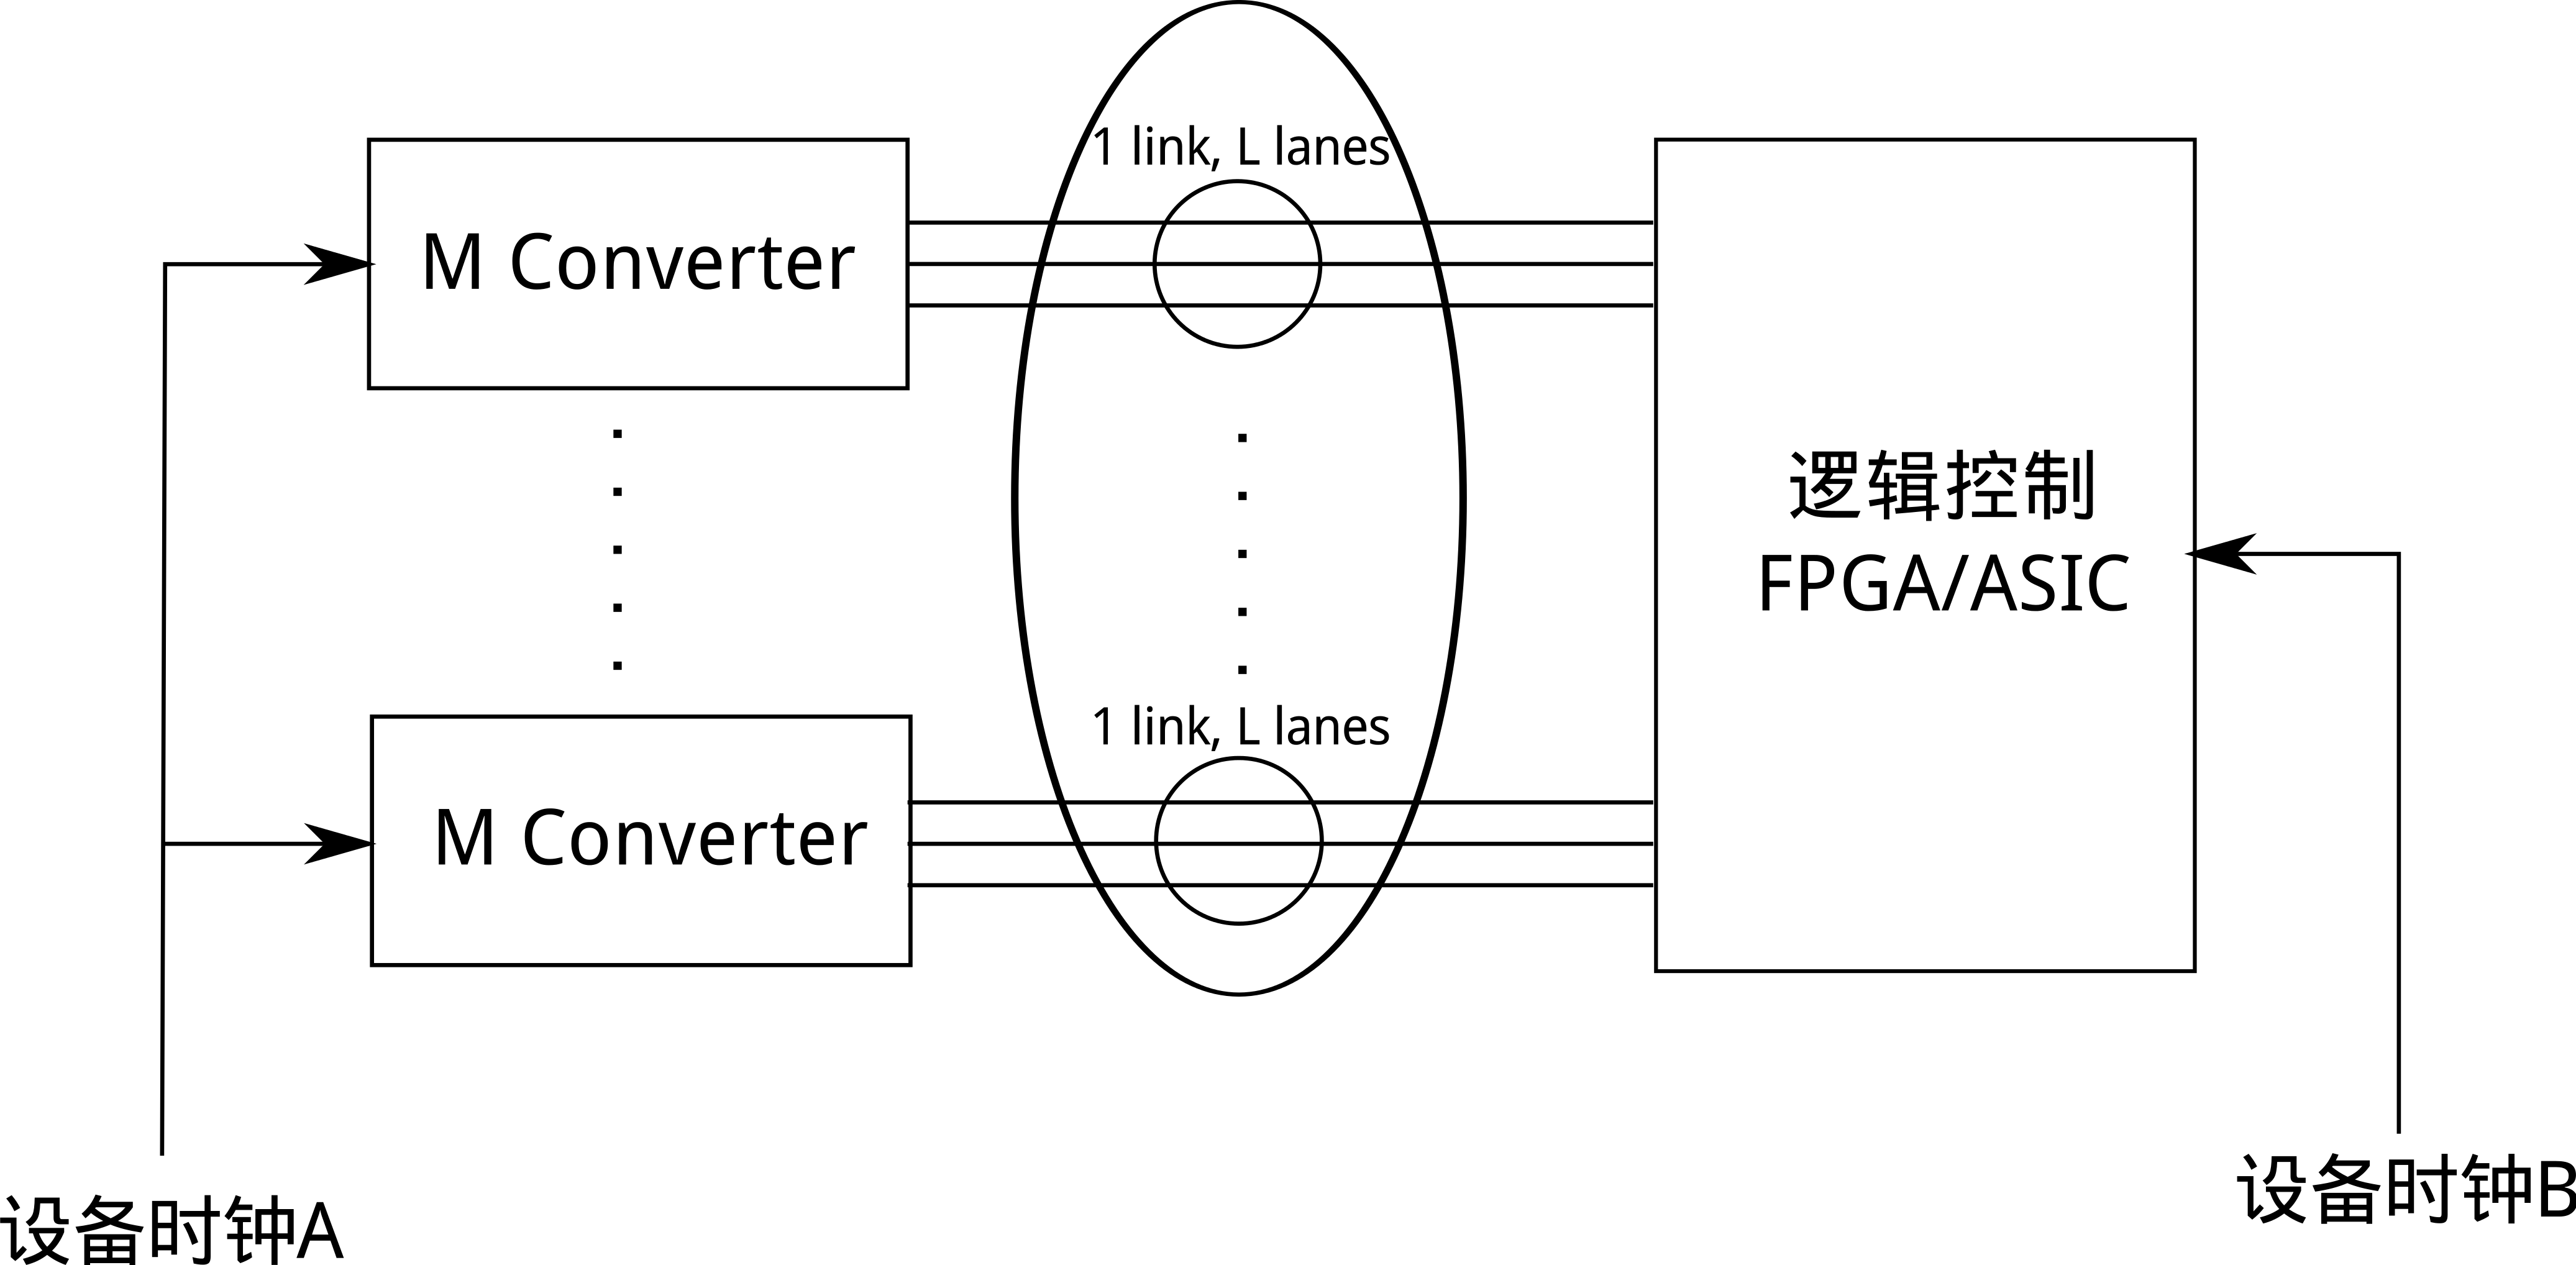 1 link, L lanes
M Converter
逻辑控制
FPGA/ASIC
1 link, L lanes
M Converter
设备时钟A
设备时钟B